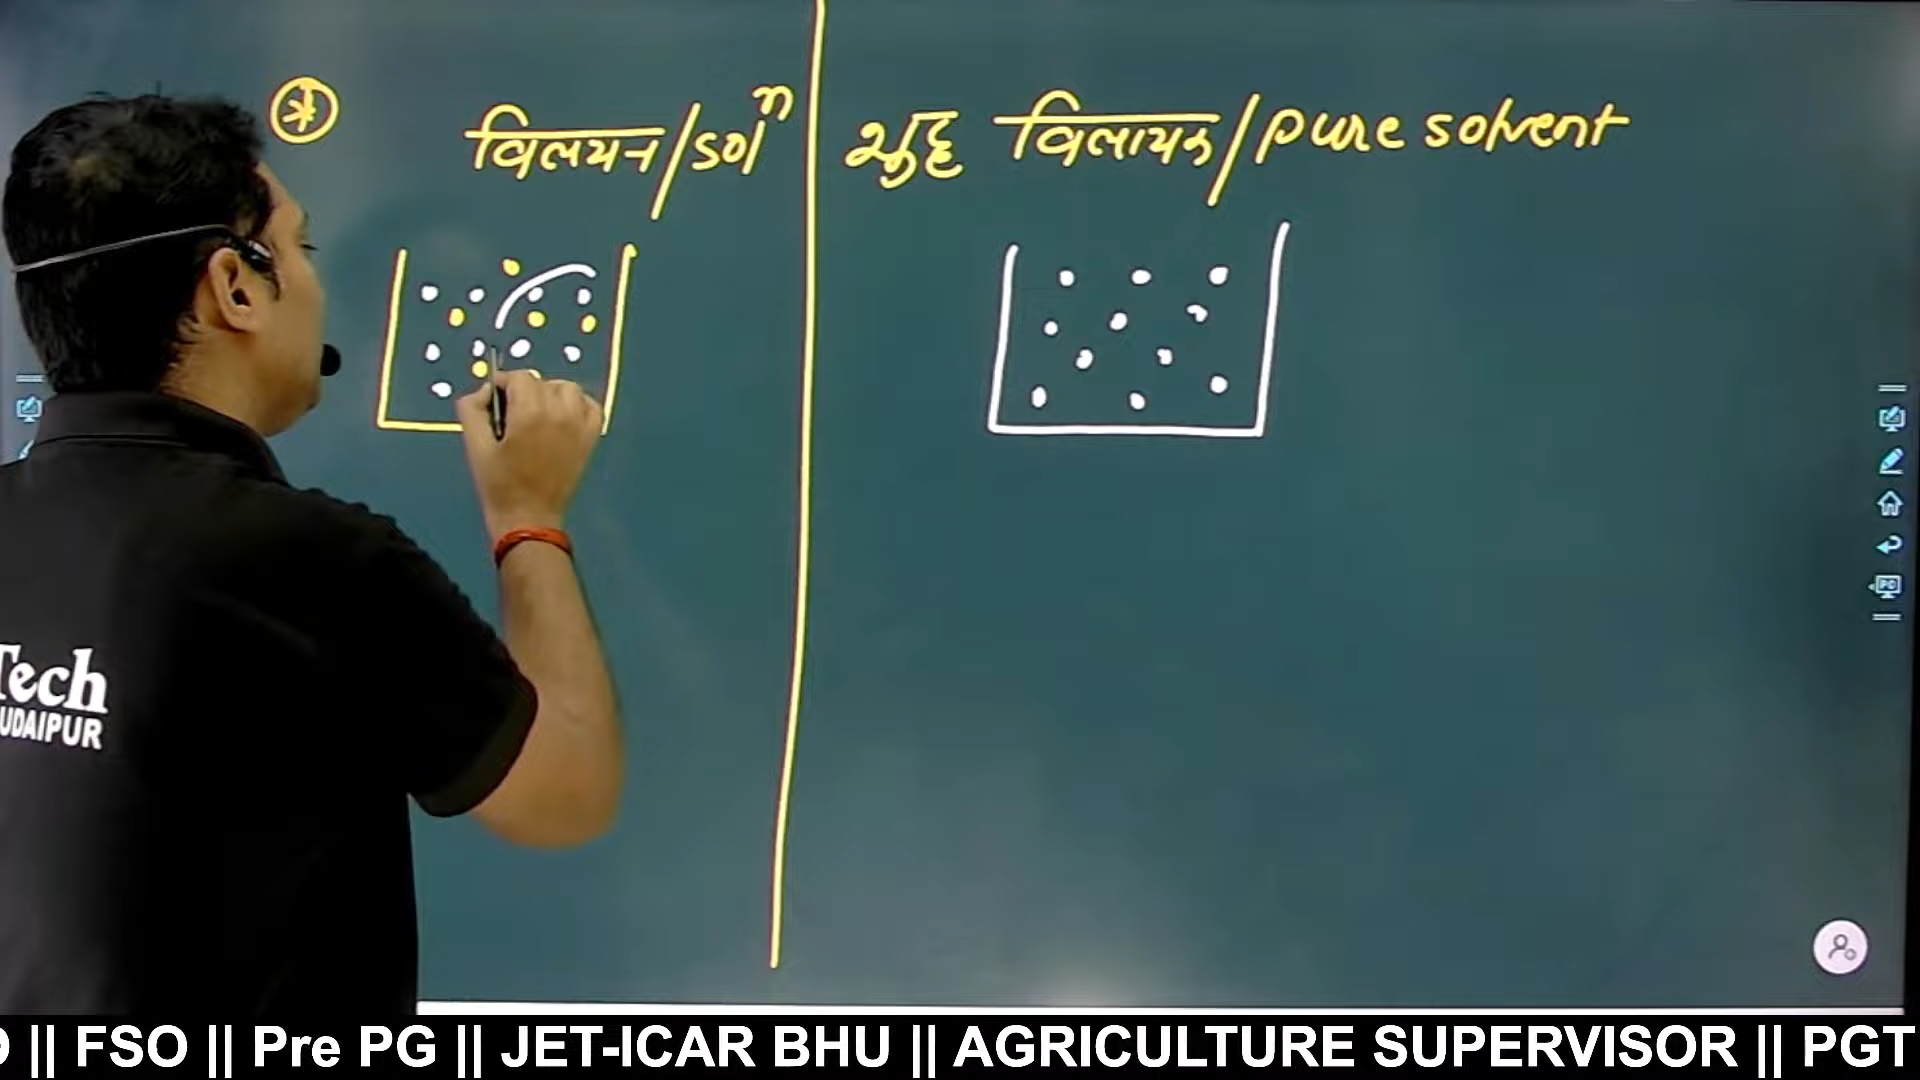 विलयन/solⁿ
शुद्ध विलायक/pure solvent
Tech
UDAIPUR
|| FSO || Pre PG || JET-ICAR BHU || AGRICULTURE SUPERVISOR || PGT